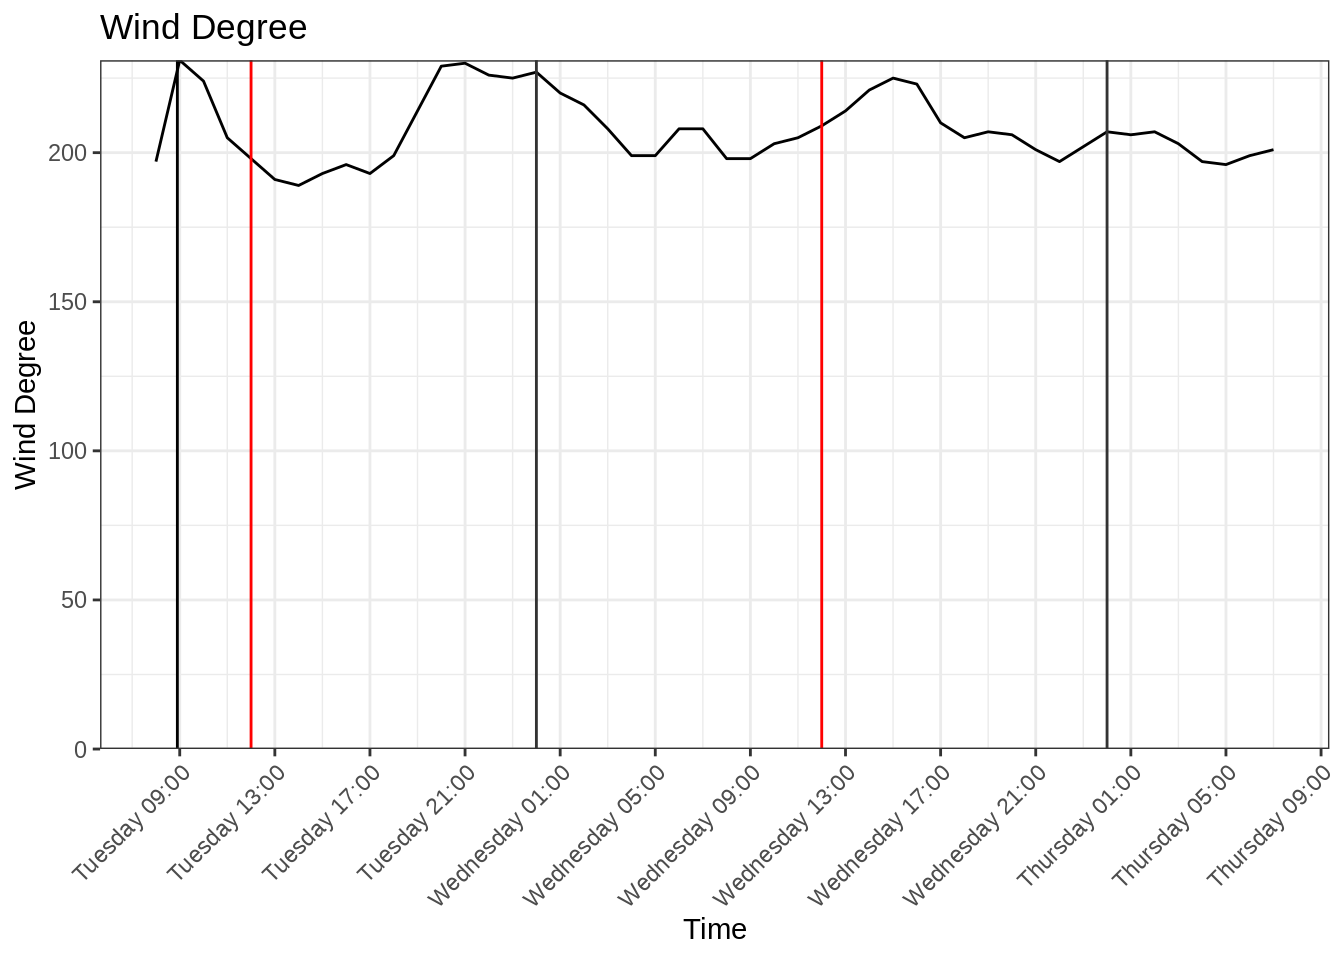 Wind Degree
Wind Degree
200
150
100
50
0
Tuesday 09:00
Tuesday 13:00
Tuesday 17:00
Tuesday 21:00
Wednesday 01:00
Wednesday 05:00
Wednesday 09:00
Wednesday 13:00
Wednesday 17:00
Wednesday 21:00
Thursday 01:00
Thursday 05:00
Thursday 09:00
Time